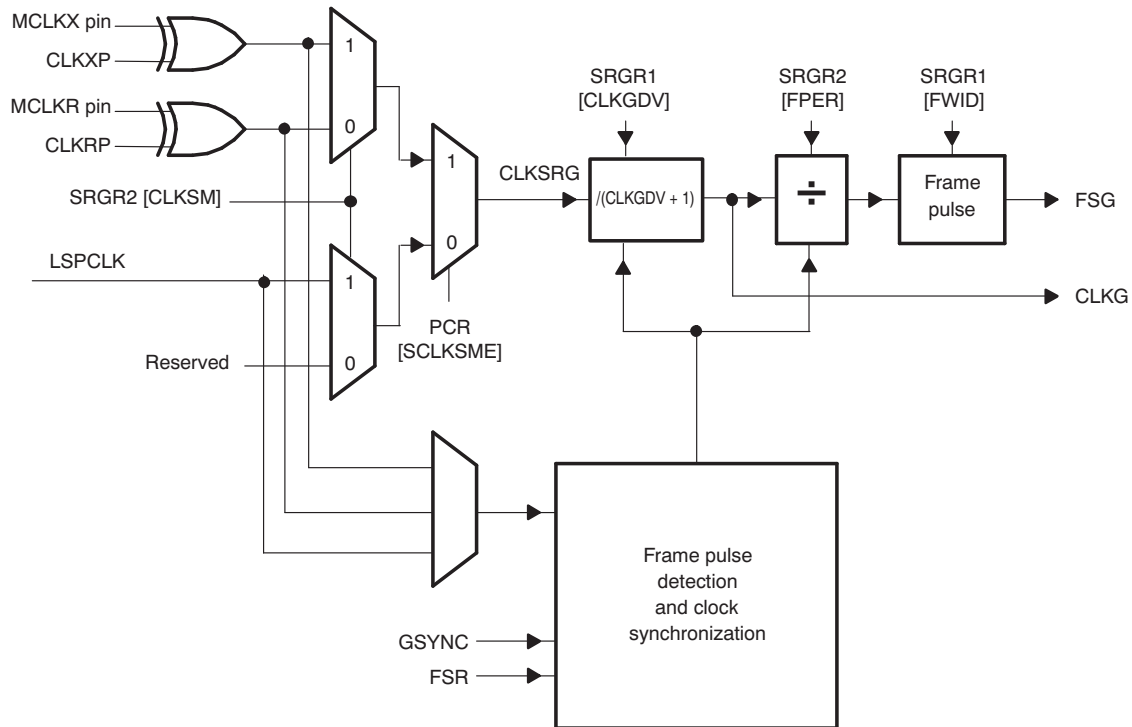 MCLKX pin
CLKXP
MCLKR pin
CLKRP
1
0
SRGR2 [CLKSM]
LSPCLK
1
0
Reserved
1
0
PCR
[SCLKSME]
CLKSRG
SRGR1
[CLKGDV]
/(CLKGDV + 1)
SRGR2
[FPER]
÷
SRGR1
[FWID]
Frame
pulse
FSG
CLKG
Frame pulse
detection
and clock
synchronization
GSYNC
FSR